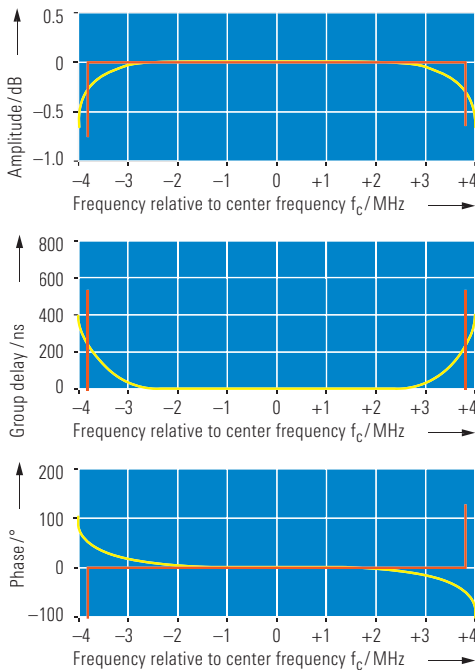 0.5
0
–0.5
–1.0
Amplitude/dB
–4 –3 –2 –1 0 +1 +2 +3 +4
Frequency relative to center frequency fc/MHz
800
600
400
200
0
Group delay/ns
–4 –3 –2 –1 0 +1 +2 +3 +4
Frequency relative to center frequency fc/MHz
200
100
0
–100
Phase/°
–4 –3 –2 –1 0 +1 +2 +3 +4
Frequency relative to center frequency fc/MHz